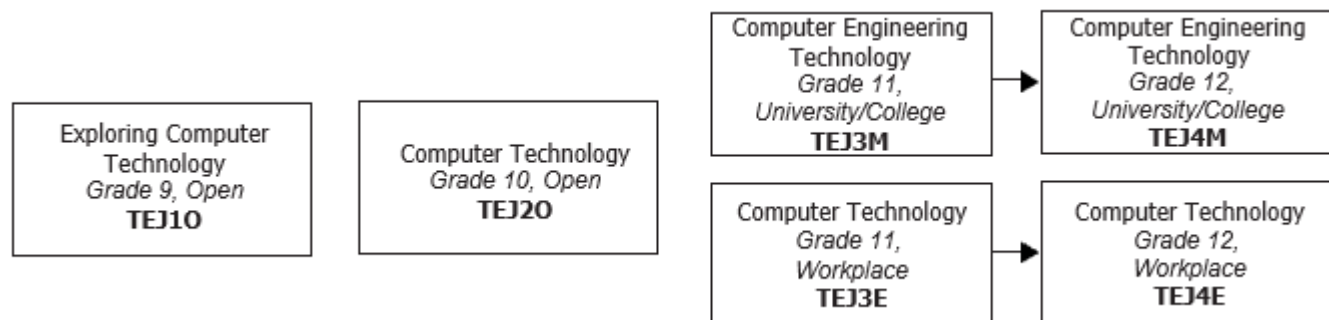 Exploring Computer
Technology
Grade 9, Open
TEJ1O
Computer Technology
Grade 10, Open
TEJ2O
Computer Engineering
Technology
Grade 11,
University/College
TEJ3M
Computer Engineering
Technology
Grade 12,
University/College
TEJ4M
Computer Technology
Grade 11,
Workplace
TEJ3E
Computer Technology
Grade 12,
Workplace
TEJ4E